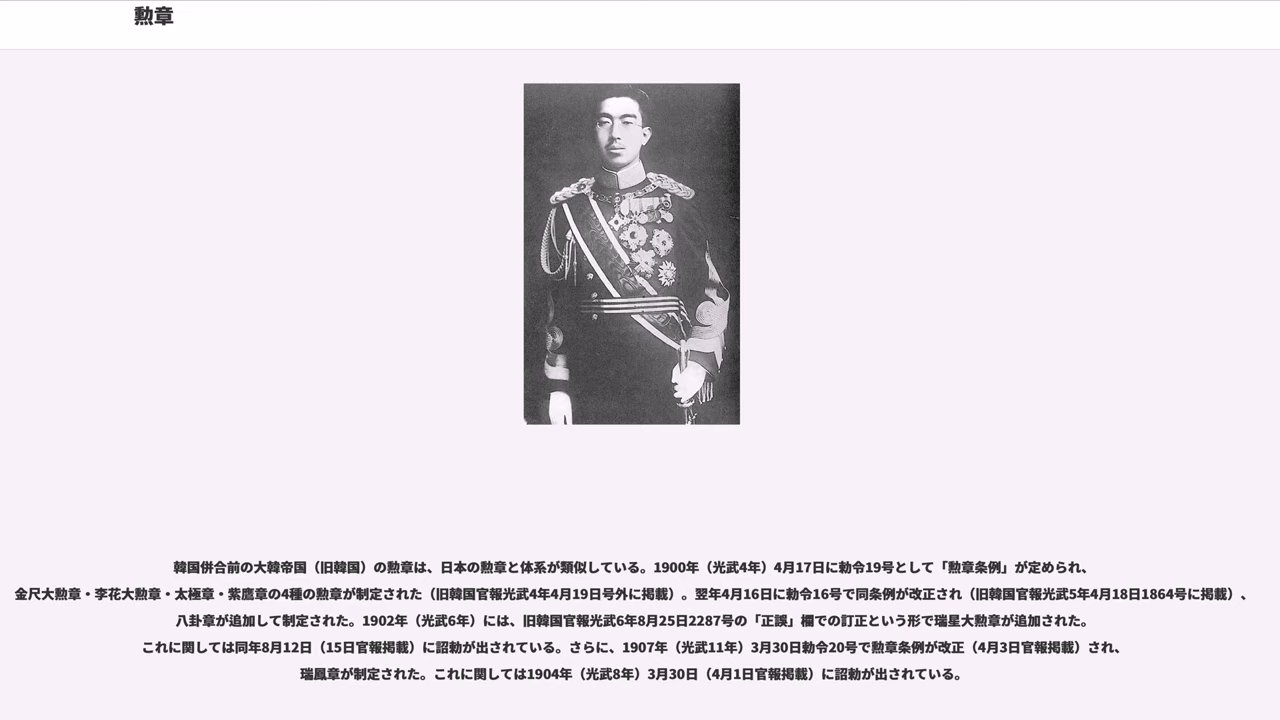 勲章
韓国併合前の大韓帝国（旧韓国）の勲章は、日本の勲章と体系が類似している。1900年（光武4年）4月17日に勅令19号として「勲章条例」が定められ、
金尺大勲章・李花大勲章・太極章・紫鷹章の4種の勲章が制定された（旧韓国官報光武4年4月19日号外に掲載）。翌年4月16日に勅令16号で同条例が改正され（旧韓国官報光武5年4月18日1864号に掲載）、
八卦章が追加して制定された。1902年（光武6年）には、旧韓国官報光武6年8月25日2287号の「正誤」欄での訂正という形で瑞星大勲章が追加された。
これに関しては同年8月12日（15日官報掲載）に詔勅が出されている。さらに、1907年（光武11年）3月30日勅令20号で勲章条例が改正（4月3日官報掲載）され、
瑞鳳章が制定された。これに関しては1904年（光武8年）3月30日（4月1日官報掲載）に詔勅が出されている。